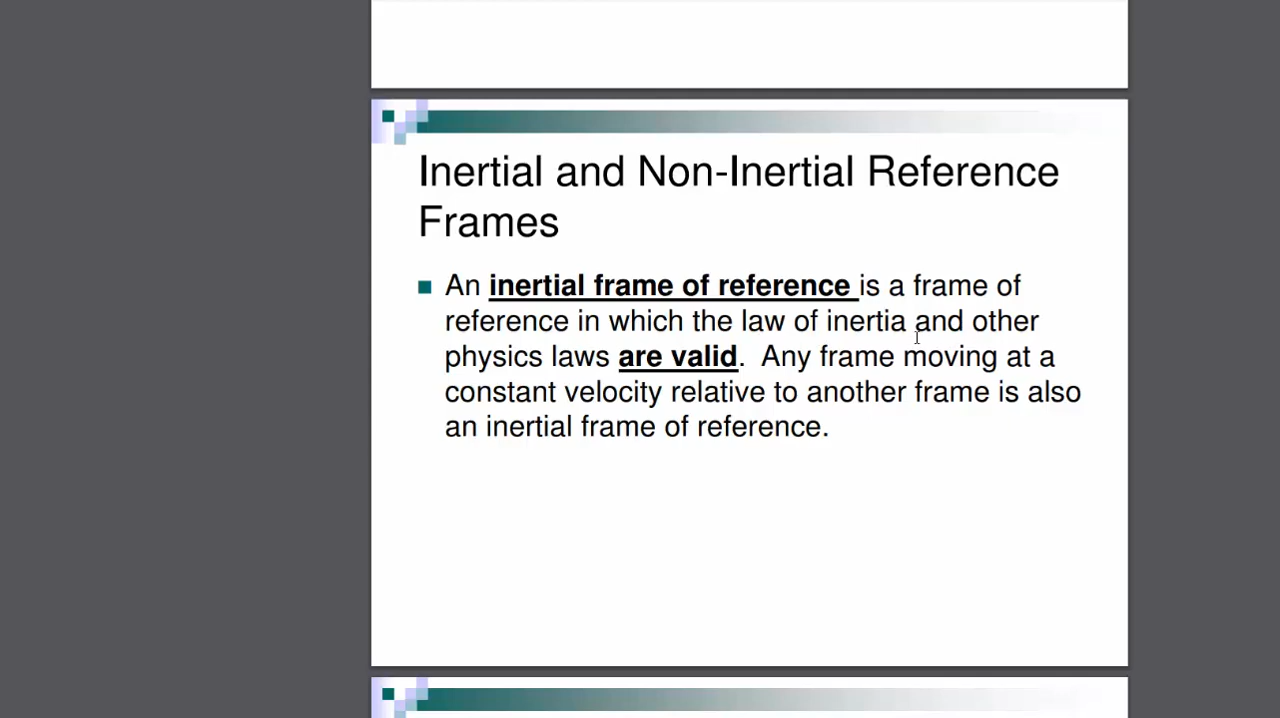 Inertial and Non-Inertial Reference
Frames
An inertial frame of reference is a frame of
reference in which the law of inertia and other
physics laws are valid.  Any frame moving at a
constant velocity relative to another frame is also
an inertial frame of reference.